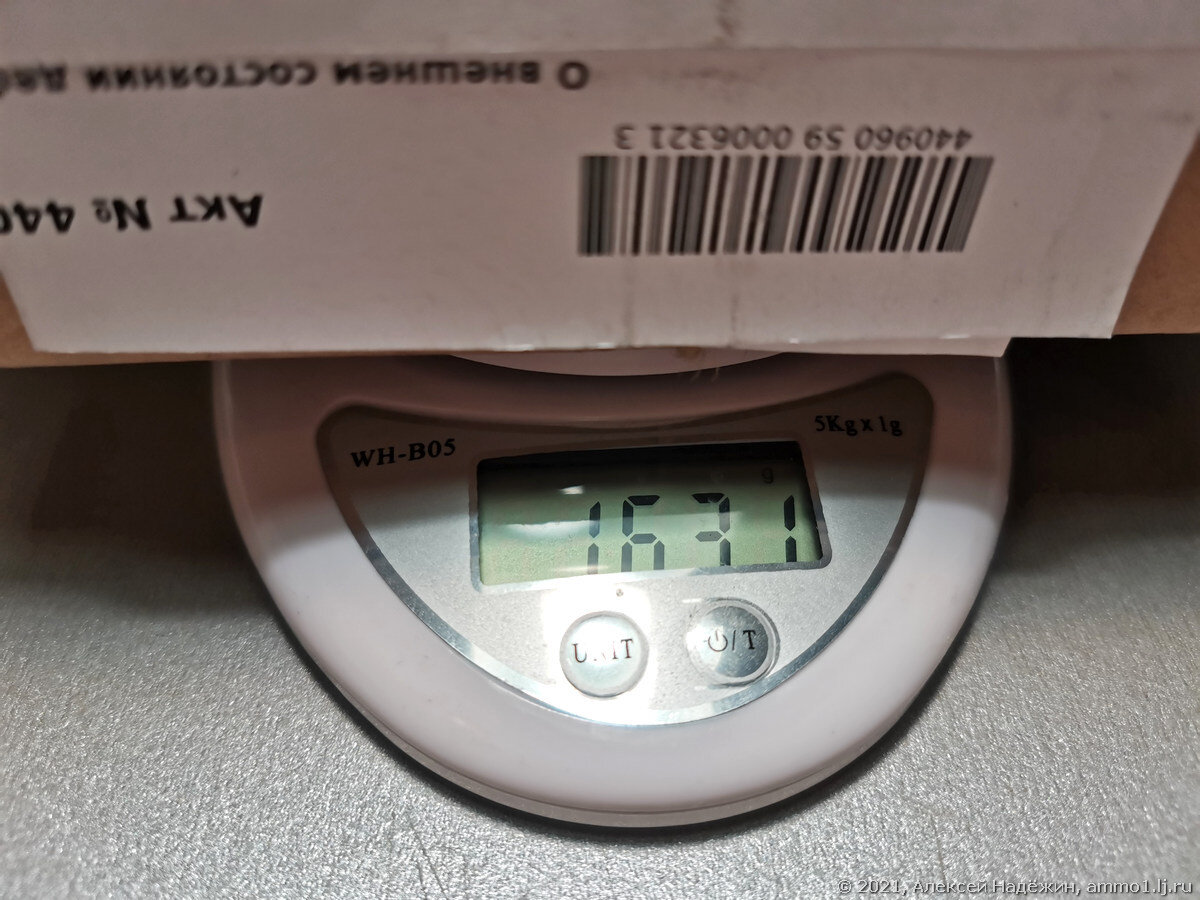 Акт № 440
440960 59 0006321 3
О внешнем состоянии
WH-B05
5Kg x 1g
g
1631
UNIT
/T
© 2021, Алексей Надёжин, ammo1.lj.ru